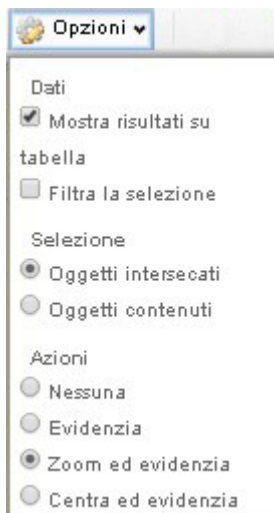 Opzioni
Dati
Mostra risultati su
tabella
Filtra la selezione
Selezione
Oggetti intersecati
Oggetti contenuti
Azioni
Nessuna
Evidenzia
Zoom ed evidenzia
Centra ed evidenzia